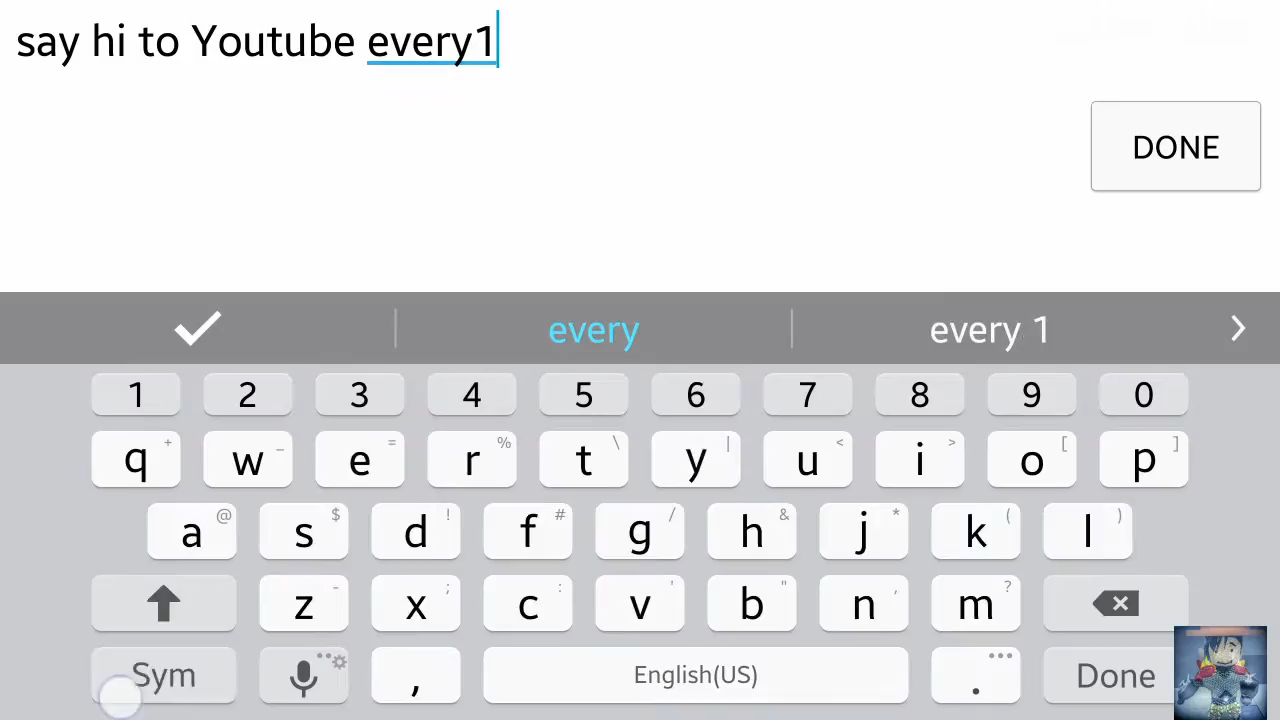 say hi to Youtube every1
DONE
every every 1
1 2 3 4 5 6 7 8 9 0
q + w _ e = r % t \ y | u < i > o [ p ]
a @ s $ d ! f # g / h & j * k ( l )
z - x ; c : v ' b " n , m ?
Sym , English(US) . Done